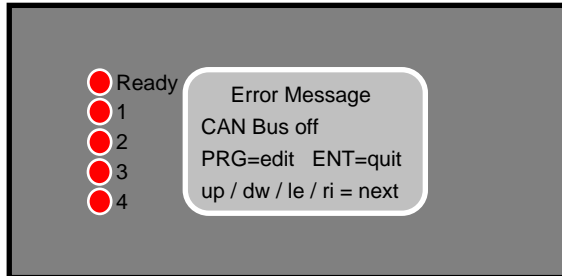 Ready
1
2
3
4
Error Message
CAN Bus off
PRG=edit ENT=quit
up / dw / le / ri = next